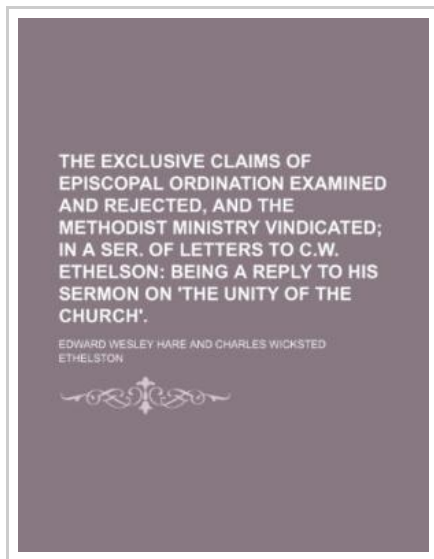 THE EXCLUSIVE CLAIMS OF
EPISCOPAL ORDINATION EXAMINED
AND REJECTED, AND THE
METHODIST MINISTRY VINDICATED;
IN A SER. OF LETTERS TO C.W.
ETHELSON: BEING A REPLY TO HIS
SERMON ON 'THE UNITY OF THE
CHURCH'.
EDWARD WESLEY HARE AND CHARLES WICKSTED
ETHELSTON